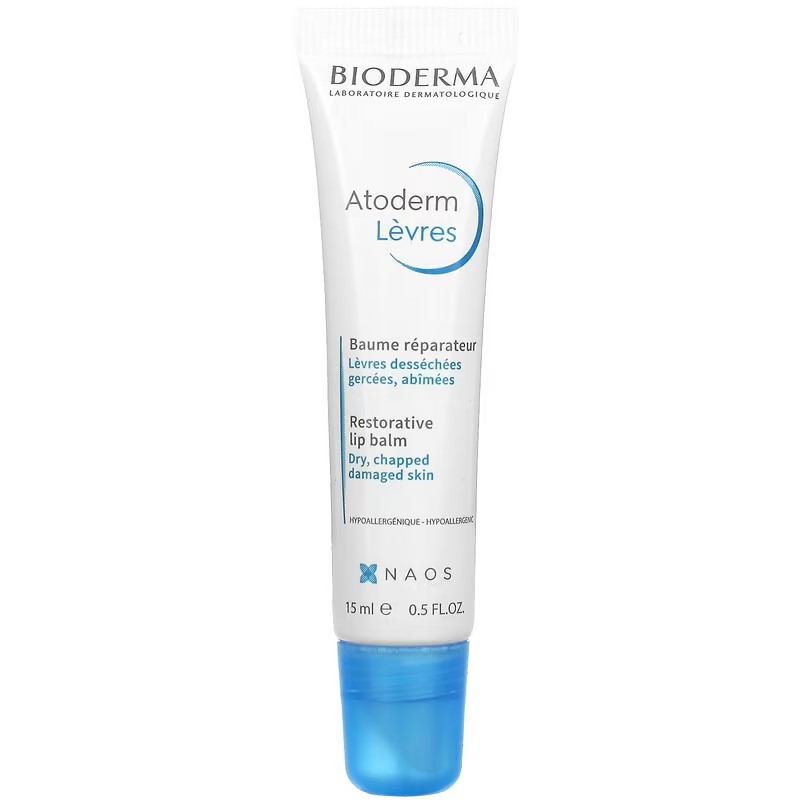 BIODERMA
LABORATOIRE DERMATOLOGIQUE
Atoderm
Lèvres
Baume réparateur
Lèvres desséchées
gercées, abîmées
Restorative
lip balm
Dry, chapped
damaged skin
HYPOALLERGÉNIQUE - HYPOALLERGENIC
NAOS
15 ml e 0.5 FL.OZ.